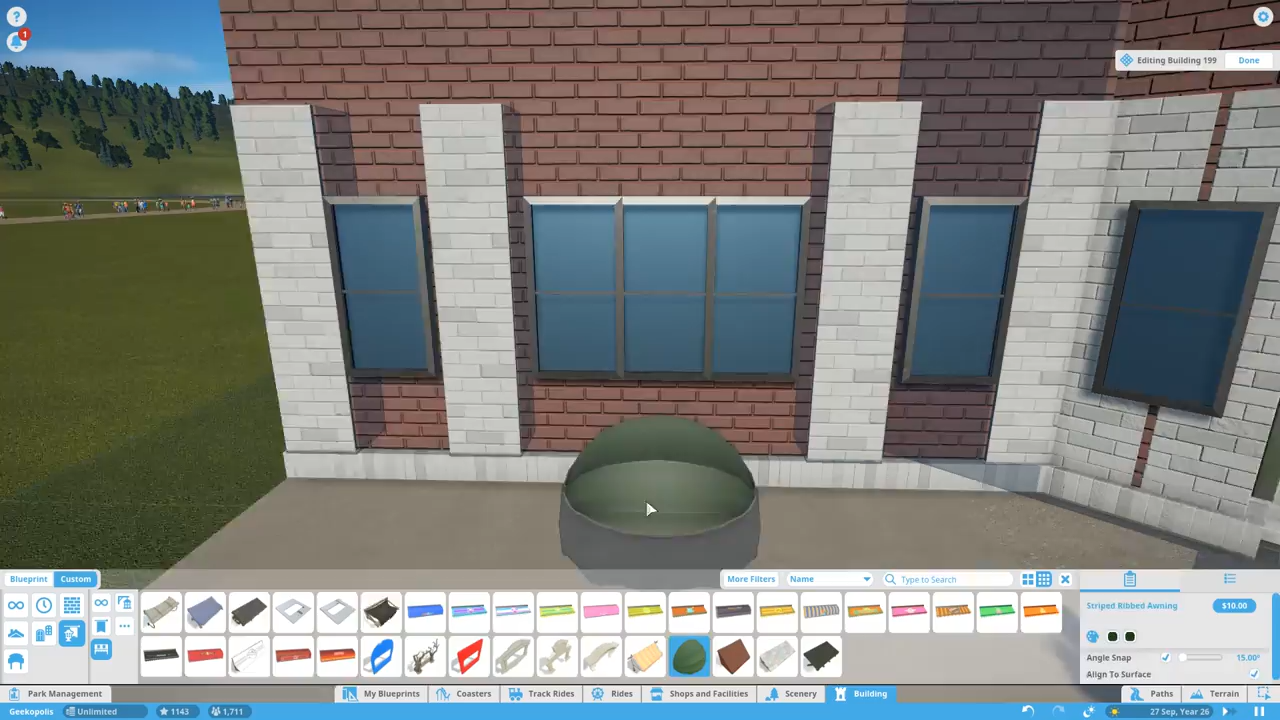 ?
1
Editing Building 199 Done
Blueprint Custom
More Filters Name Type to Search
Striped Ribbed Awning $10.00
Angle Snap 15.00°
Align To Surface
Park Management My Blueprints Coasters Track Rides Rides Shops and Facilities Scenery Building Paths Terrain
Geekopolis Unlimited 1143 1,711 27 Sep, Year 26